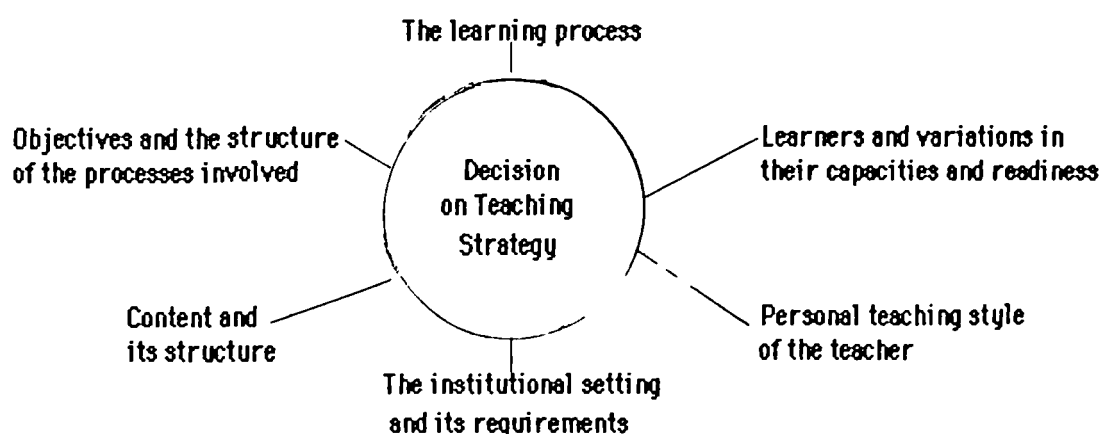 The learning process
Objectives and the structure
of the processes involved
Learners and variations in
their capacities and readiness
Decision
on Teaching
Strategy
Content and
its structure
Personal teaching style
of the teacher
The institutional setting
and its requirements